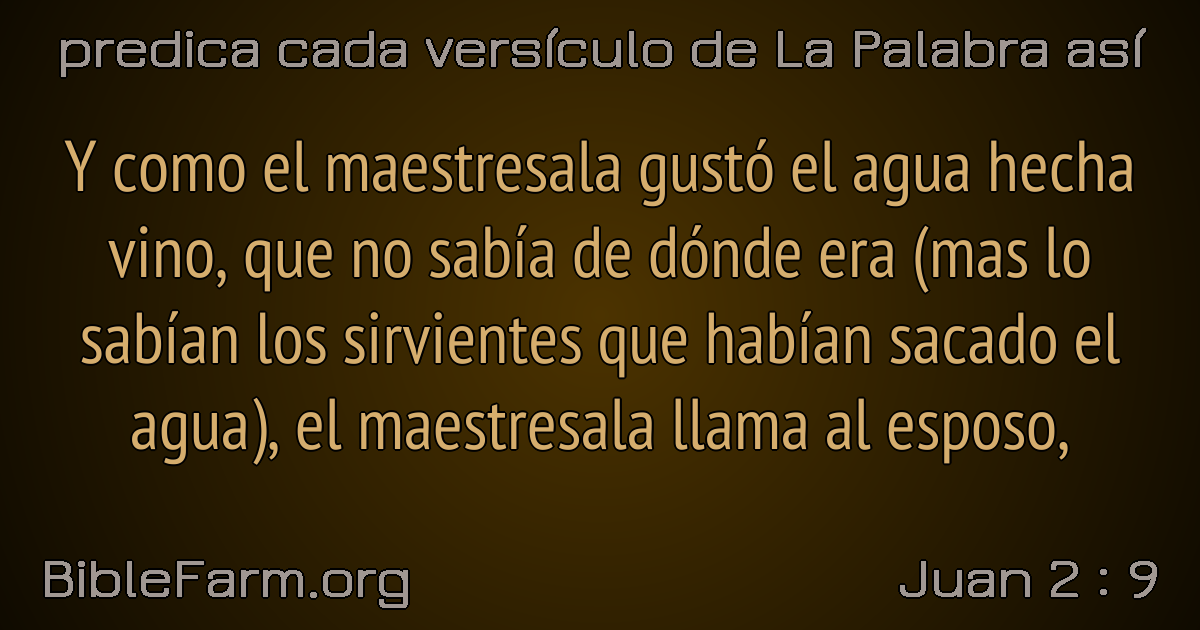 predica cada versículo de La Palabra así
Y como el maestresala gustó el agua hecha
vino, que no sabía de dónde era (mas lo
sabían los sirvientes que habían sacado el
agua), el maestresala llama al esposo,
BibleFarm.org
Juan 2 : 9